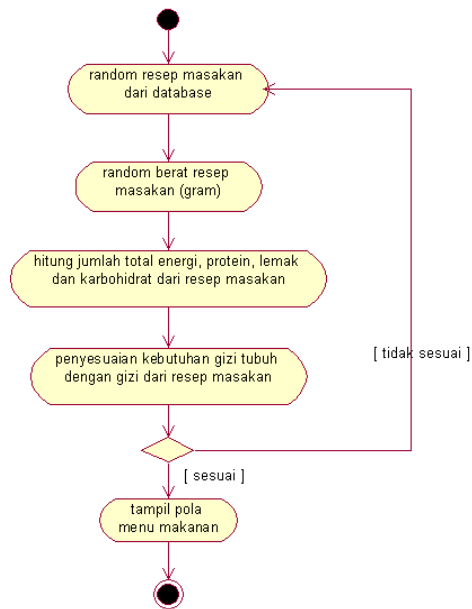 random resep masakan
dari database
random berat resep
masakan (gram)
hitung jumlah total energi, protein, lemak
dan karbohidrat dari resep masakan
penyesuaian kebutuhan gizi tubuh
dengan gizi dari resep masakan
[ tidak sesuai ]
[ sesuai ]
tampil pola
menu makanan